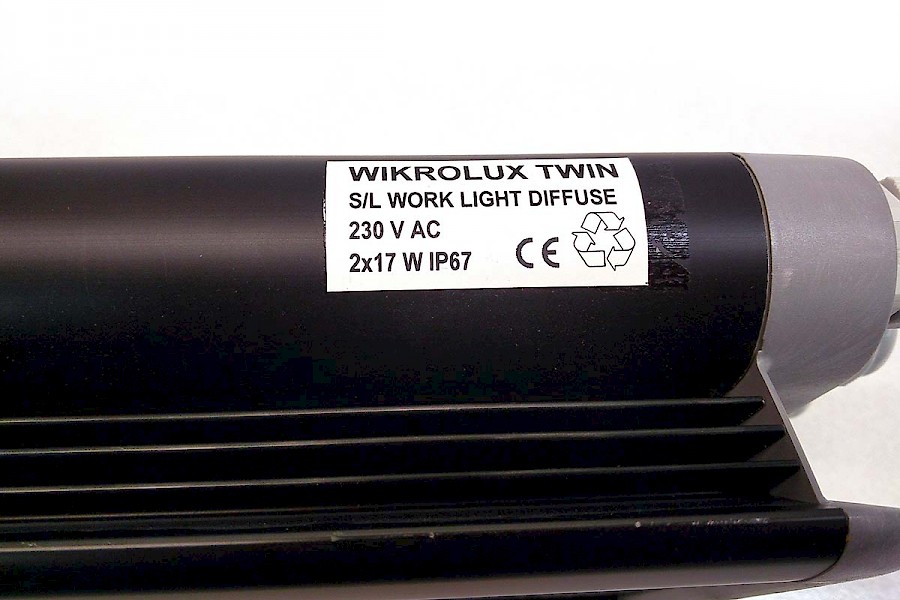 WIKROLUX TWIN
S/L WORK LIGHT DIFFUSE
230 V AC
2x17 W IP67
CE